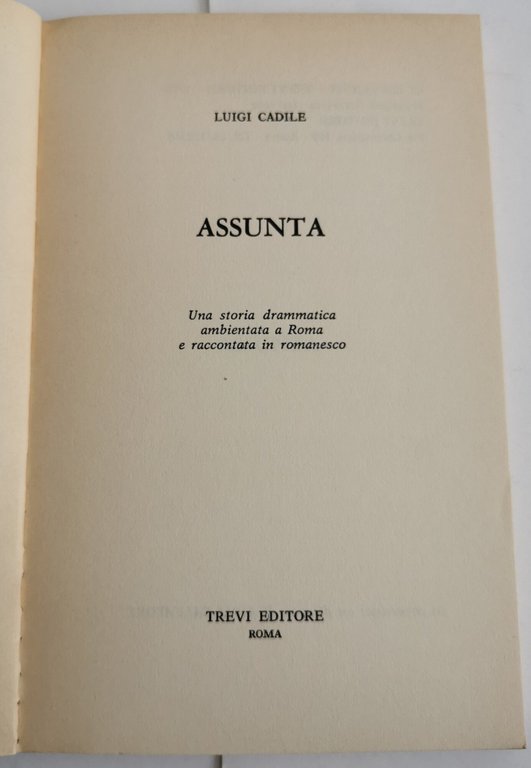 LUIGI CADILE
ASSUNTA
Una storia drammatica
ambientata a Roma
e raccontata in romanesco
TREVI EDITORE
ROMA